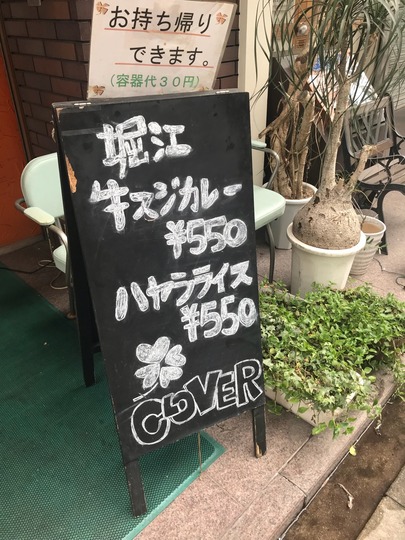 お持ち帰り
できます。
(容器代30円)
堀江
牛スジカレー
¥550
ハヤシライス
¥550
CLOVER